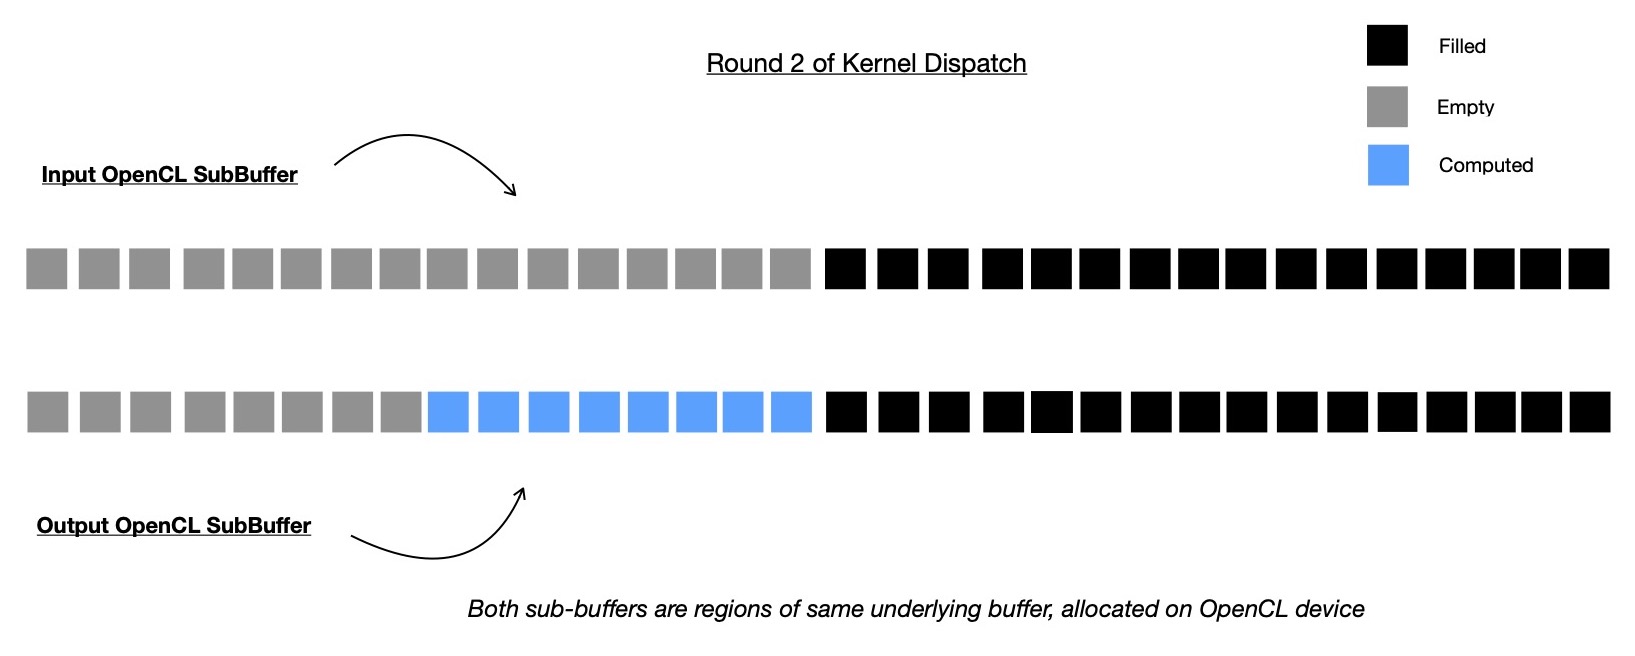 Round 2 of Kernel Dispatch
Filled
Empty
Computed
Input OpenCL SubBuffer
Output OpenCL SubBuffer
Both sub-buffers are regions of same underlying buffer, allocated on OpenCL device